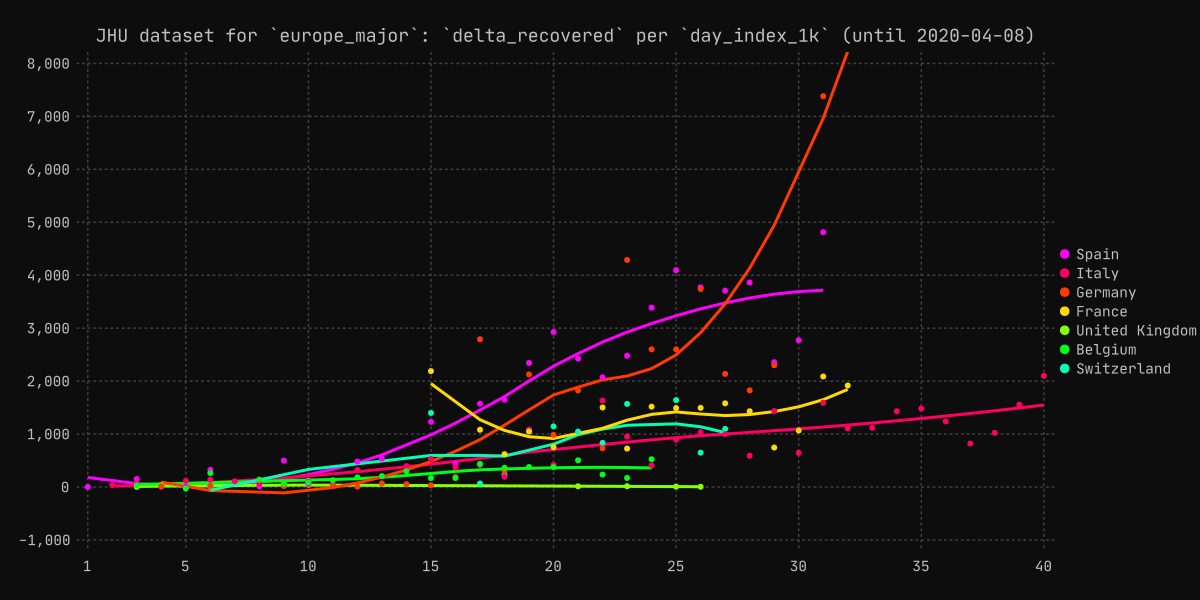 JHU dataset for `europe_major`: `delta_recovered` per `day_index_1k` (until 2020-04-08)
8,000
7,000
6,000
5,000
4,000
3,000
2,000
1,000
0
-1,000
1 5 10 15 20 25 30 35 40
Spain
Italy
Germany
France
United Kingdom
Belgium
Switzerland